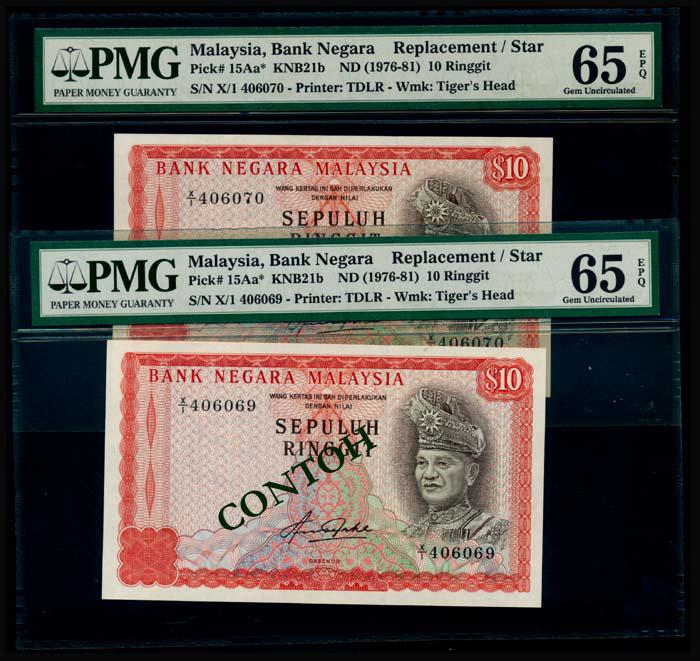 PMG
PAPER MONEY GUARANTY
Malaysia, Bank Negara Replacement / Star
Pick# 15Aa* KNB21b ND (1976-81) 10 Ringgit
S/N X/1 406070 - Printer: TDLR - Wmk: Tiger's Head
65 EPQ
Gem Uncirculated
BANK NEGARA MALAYSIA $10
X/1 406070
WANG KERTAS INI SAH DIPERLAKUKAN
DENGAN NILAI
SEPULUH
RINGGIT
PMG
PAPER MONEY GUARANTY
Malaysia, Bank Negara Replacement / Star
Pick# 15Aa* KNB21b ND (1976-81) 10 Ringgit
S/N X/1 406069 - Printer: TDLR - Wmk: Tiger's Head
65 EPQ
Gem Uncirculated
X/1 406070
BANK NEGARA MALAYSIA $10
X/1 406069
WANG KERTAS INI SAH DIPERLAKUKAN
DENGAN NILAI
SEPULUH
RINGGIT
CONTOH
GABENUR
X/1 406069